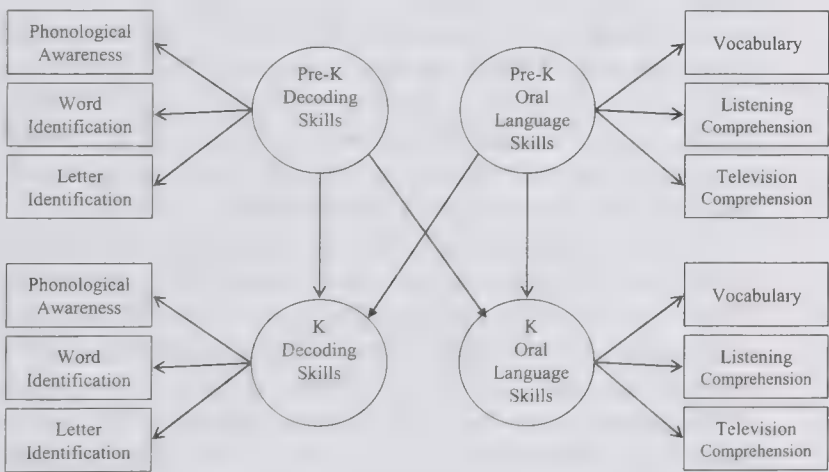 Phonological
Awareness
Word
Identification
Letter
Identification
Pre-K
Decoding
Skills
Pre-K
Oral
Language
Skills
Vocabulary
Listening
Comprehension
Television
Comprehension
Phonological
Awareness
Word
Identification
Letter
Identification
K
Decoding
Skills
K
Oral
Language
Skills
Vocabulary
Listening
Comprehension
Television
Comprehension